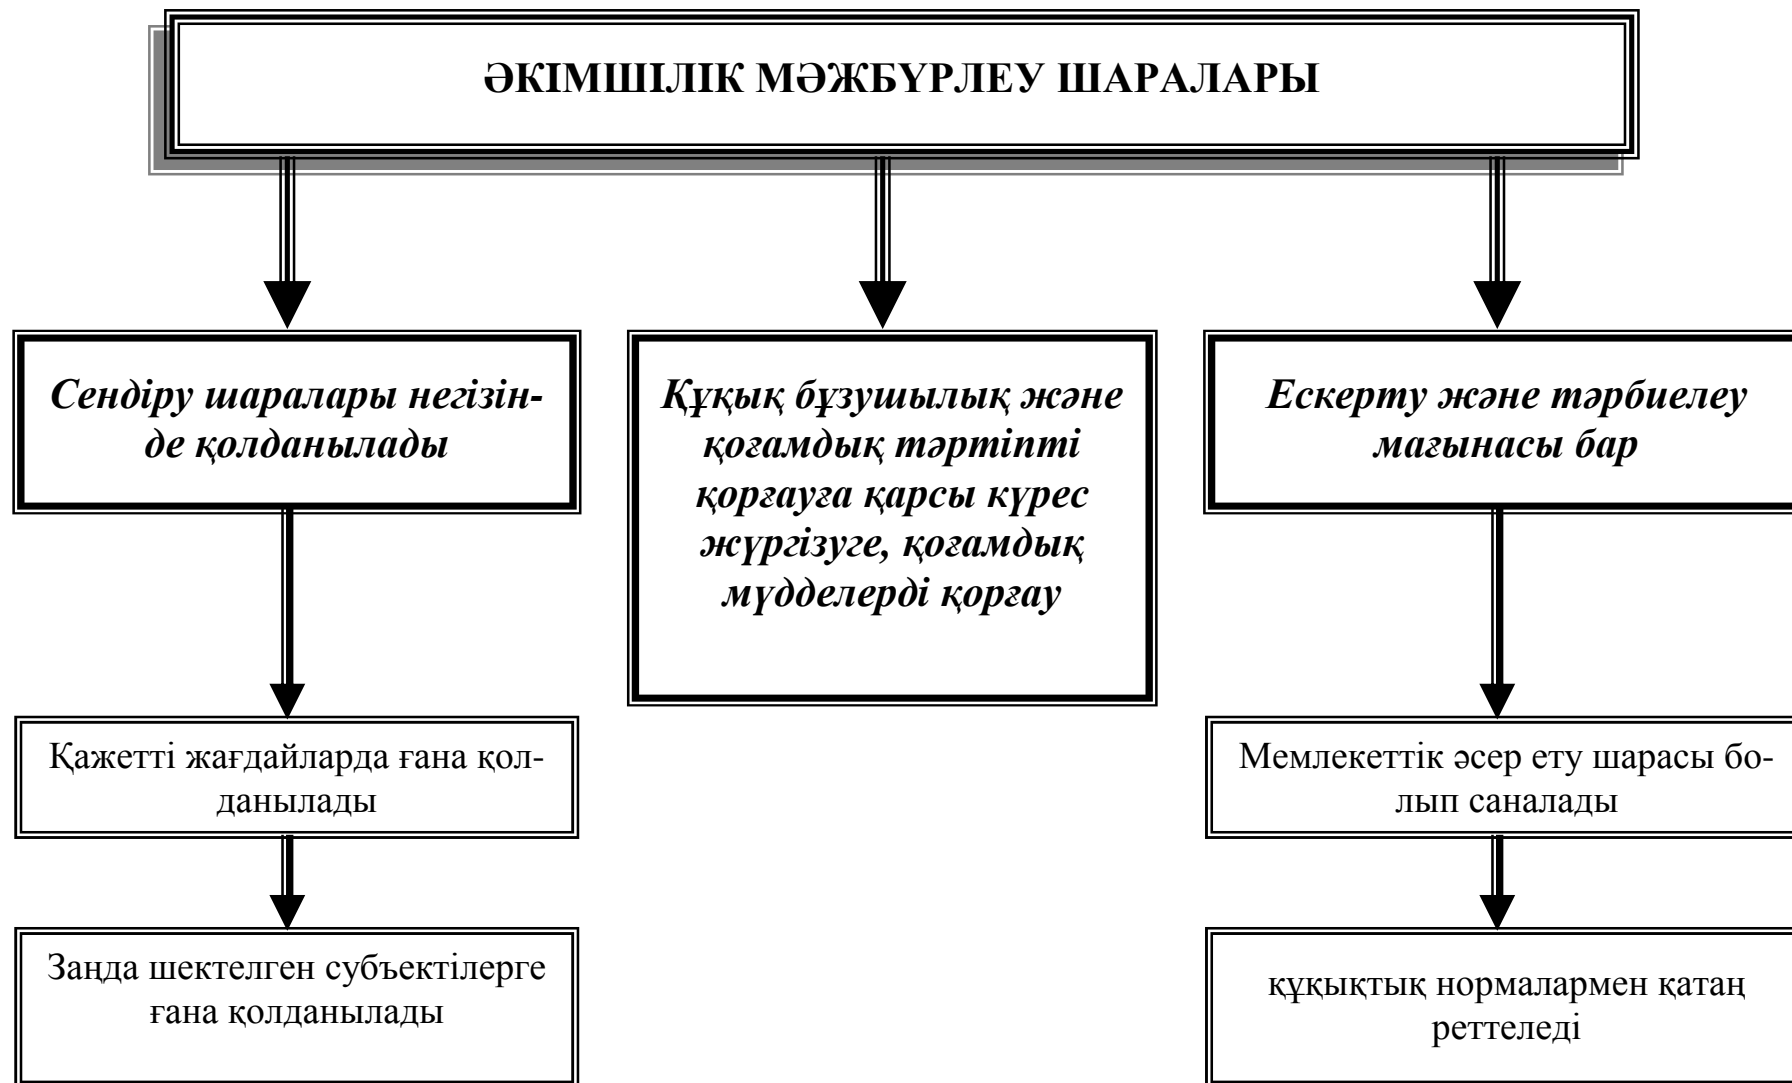 ӘКІМШІЛІК МӘЖБҮРЛЕУ ШАРАЛАРЫ
Сендіру шаралары негізін-
де қолданылады
Құқық бұзушылық және
қоғамдық тәртіпті
қорғауға қарсы күрес
жүргізуге, қоғамдық
мүдделерді қорғау
Ескерту және тәрбиелеу
мағынасы бар
Қажетті жағдайларда ғана қол-
данылады
Мемлекеттік әсер ету шарасы бо-
лып саналады
Заңда шектелген субъектілерге
ғана қолданылады
құқықтық нормалармен қатаң
реттеледі